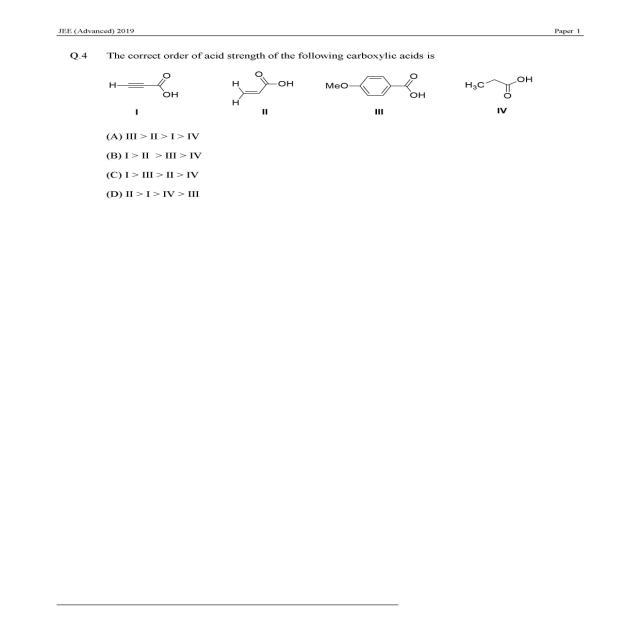 JEE (Advanced) 2019 Paper 1
Q.4 The correct order of acid strength of the following carboxylic acids is
H O OH H H O OH MeO O OH H₃C OH O
I II III IV
(A) III > II > I > IV
(B) I > II > III > IV
(C) I > III > II > IV
(D) II > I > IV > III